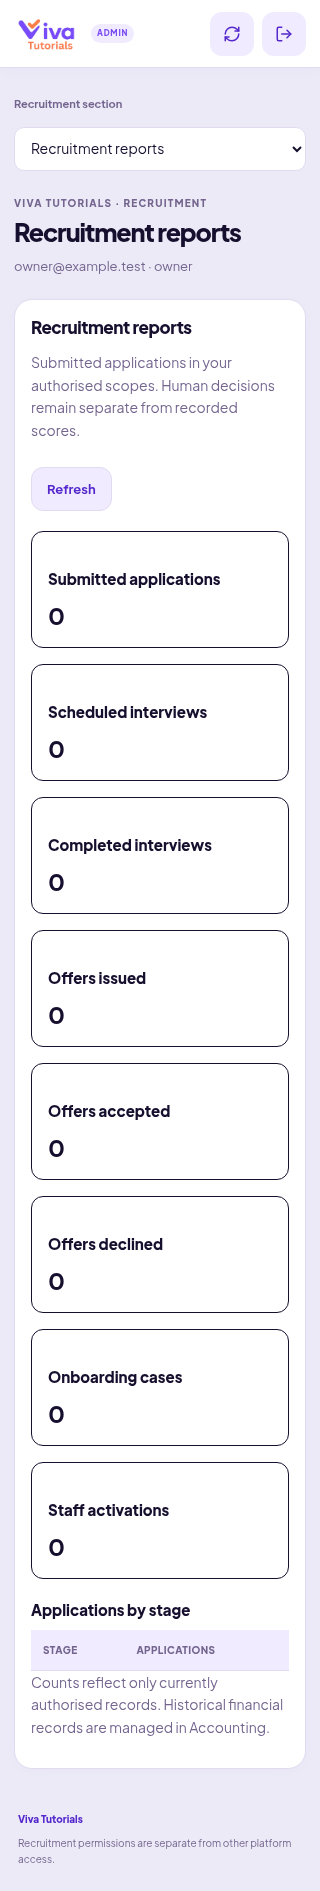 Viva
Tutorials
ADMIN
Recruitment section
Recruitment reports
VIVA TUTORIALS · RECRUITMENT
Recruitment reports
owner@example.test · owner
Recruitment reports
Submitted applications in your
authorised scopes. Human decisions
remain separate from recorded
scores.
Refresh
Submitted applications
0
Scheduled interviews
0
Completed interviews
0
Offers issued
0
Offers accepted
0
Offers declined
0
Onboarding cases
0
Staff activations
0
Applications by stage
STAGE APPLICATIONS
Counts reflect only currently
authorised records. Historical financial
records are managed in Accounting.
Viva Tutorials
Recruitment permissions are separate from other platform
access.